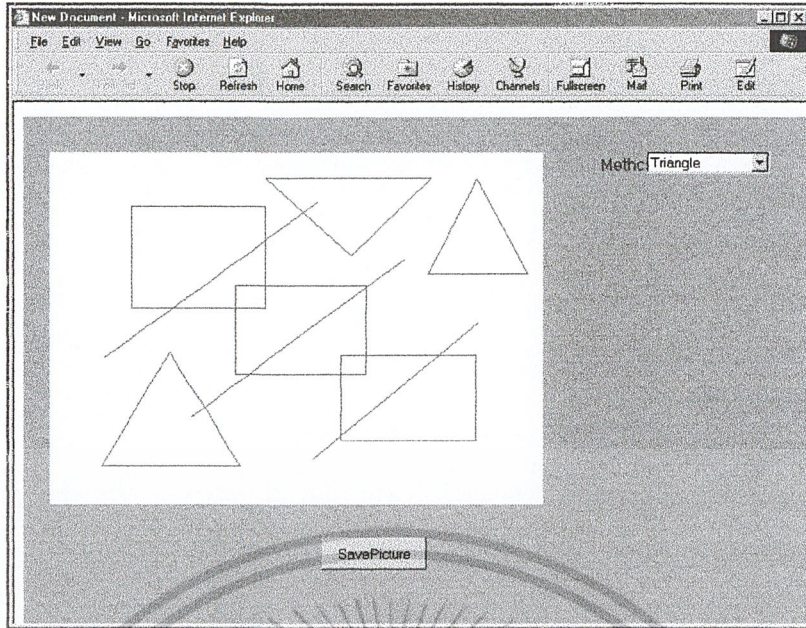 New Document - Microsoft Internet Explorer
File Edit View Go Favorites Help
Stop Refresh Home Search Favorites History Channels Fullscreen Mail Print Edit
Methc Triangle
SavePicture